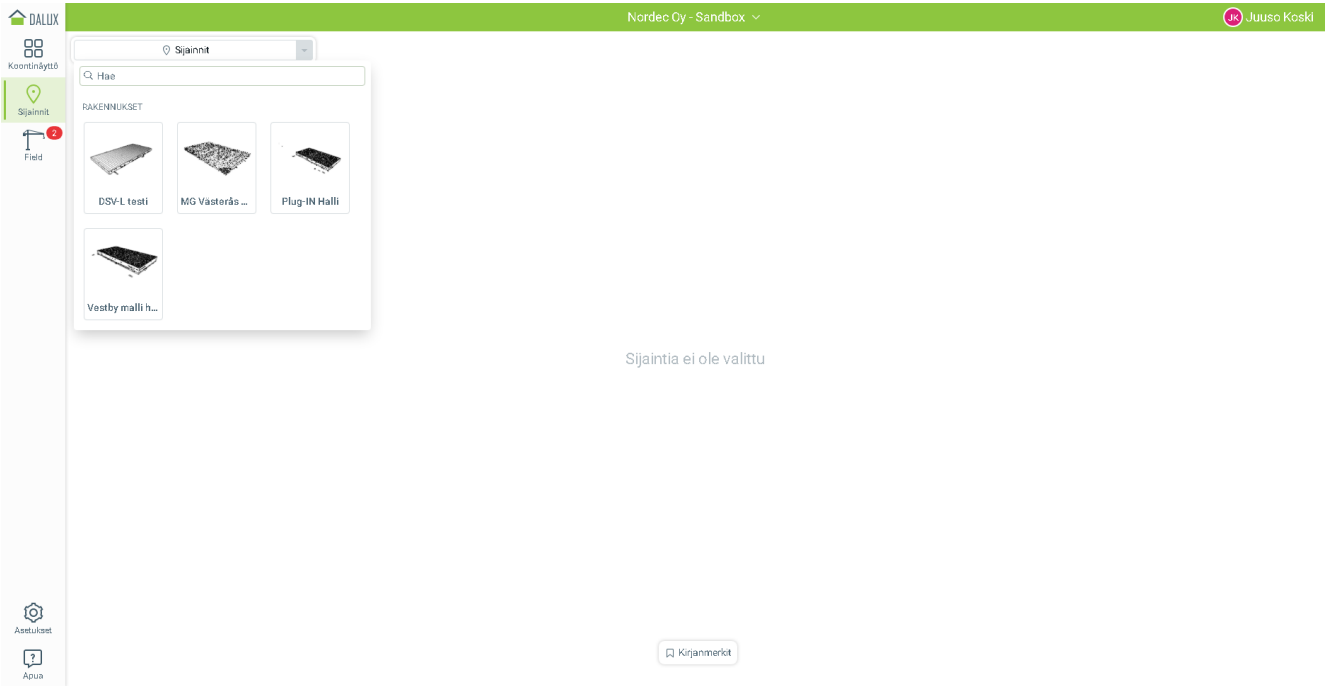 DALUX
Nordec Oy - Sandbox
JK Juuso Koski
Koontinäyttö
Sijainnit
Field
2
Sijainnit
Hae
RAKENNUKSET
DSV-L testi
MG Västerås ...
Plug-IN Halli
Vestby malli h...
Sijaintia ei ole valittu
Kirjanmerkit
Asetukset
Apua